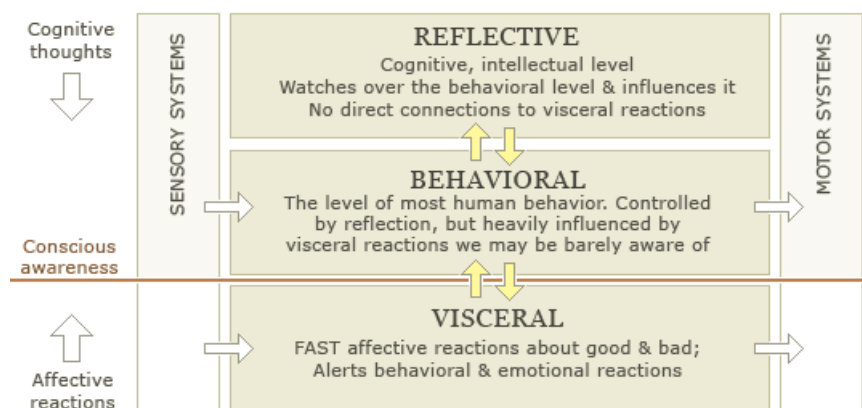 Cognitive
thoughts
SENSORY SYSTEMS
REFLECTIVE
Cognitive, intellectual level
Watches over the behavioral level & influences it
No direct connections to visceral reactions
MOTOR SYSTEMS
BEHAVIORAL
The level of most human behavior. Controlled
by reflection, but heavily influenced by
visceral reactions we may be barely aware of
Conscious
awareness
VISCERAL
FAST affective reactions about good & bad;
Alerts behavioral & emotional reactions
Affective
reactions